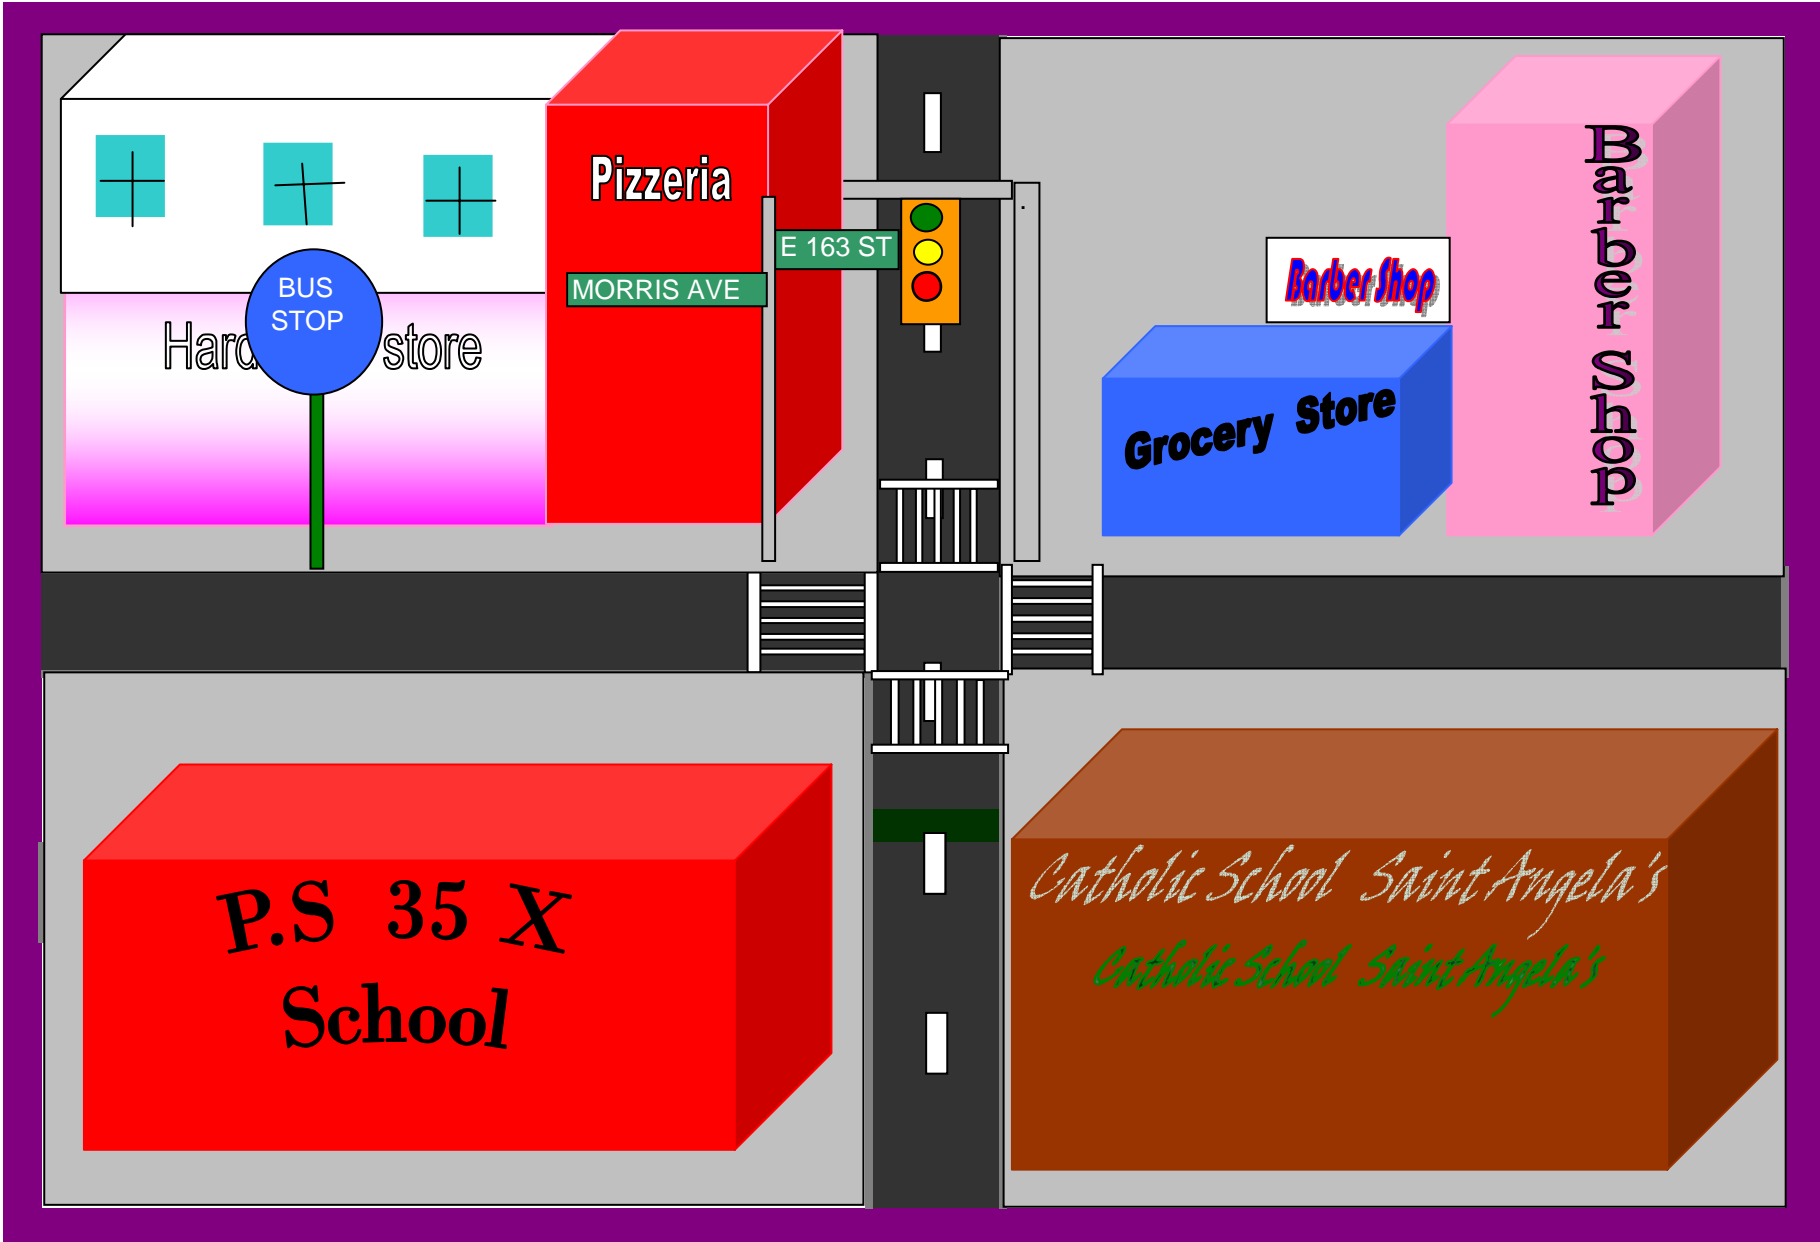 Pizzeria
E 163 ST
MORRIS AVE
BUS
STOP
Hard store
Barber Shop
Barber Shop
Grocery Store
P.S 35 X
School
Catholic School Saint Angela's
Catholic School Saint Angela's